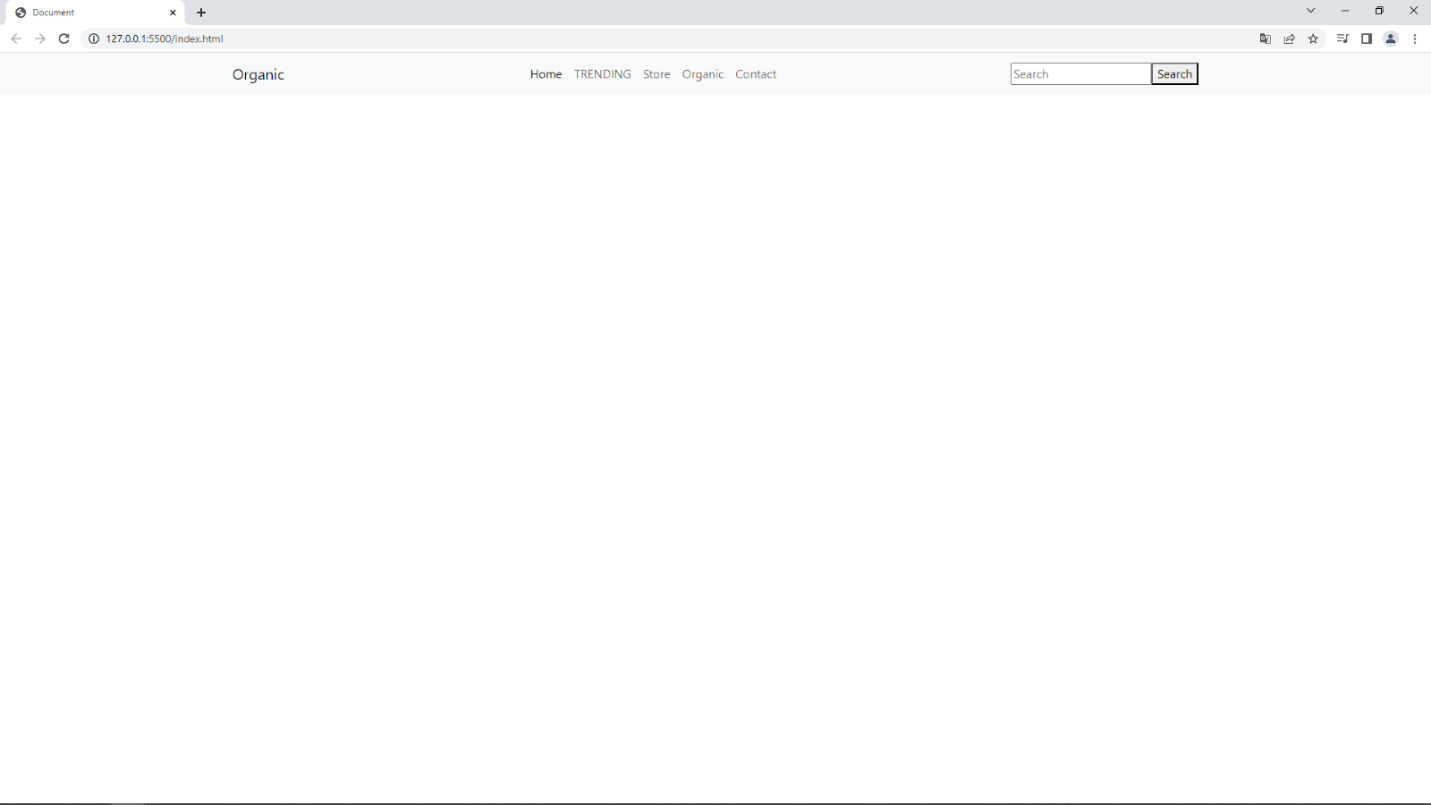 Document
127.0.0.1:5500/index.html
Organic Home TRENDING Store Organic Contact Search Search